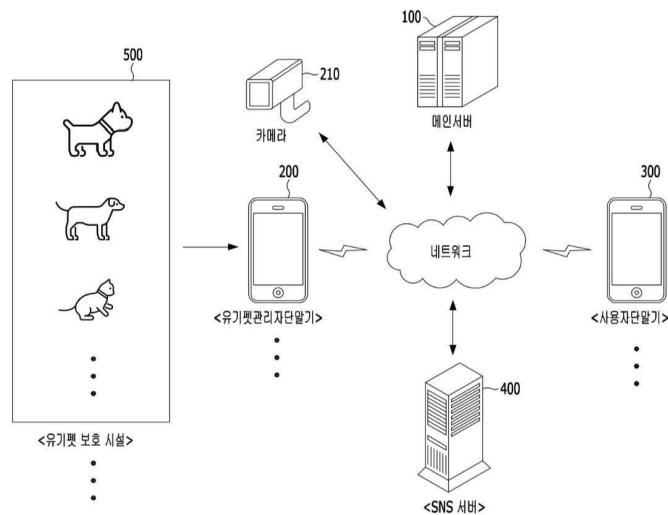 500
210
카메라
100
메인서버
200
<유기펫관리자단말기>
네트워크
300
<사용자단말기>
400
<SNS 서버>
<유기펫 보호 시설>